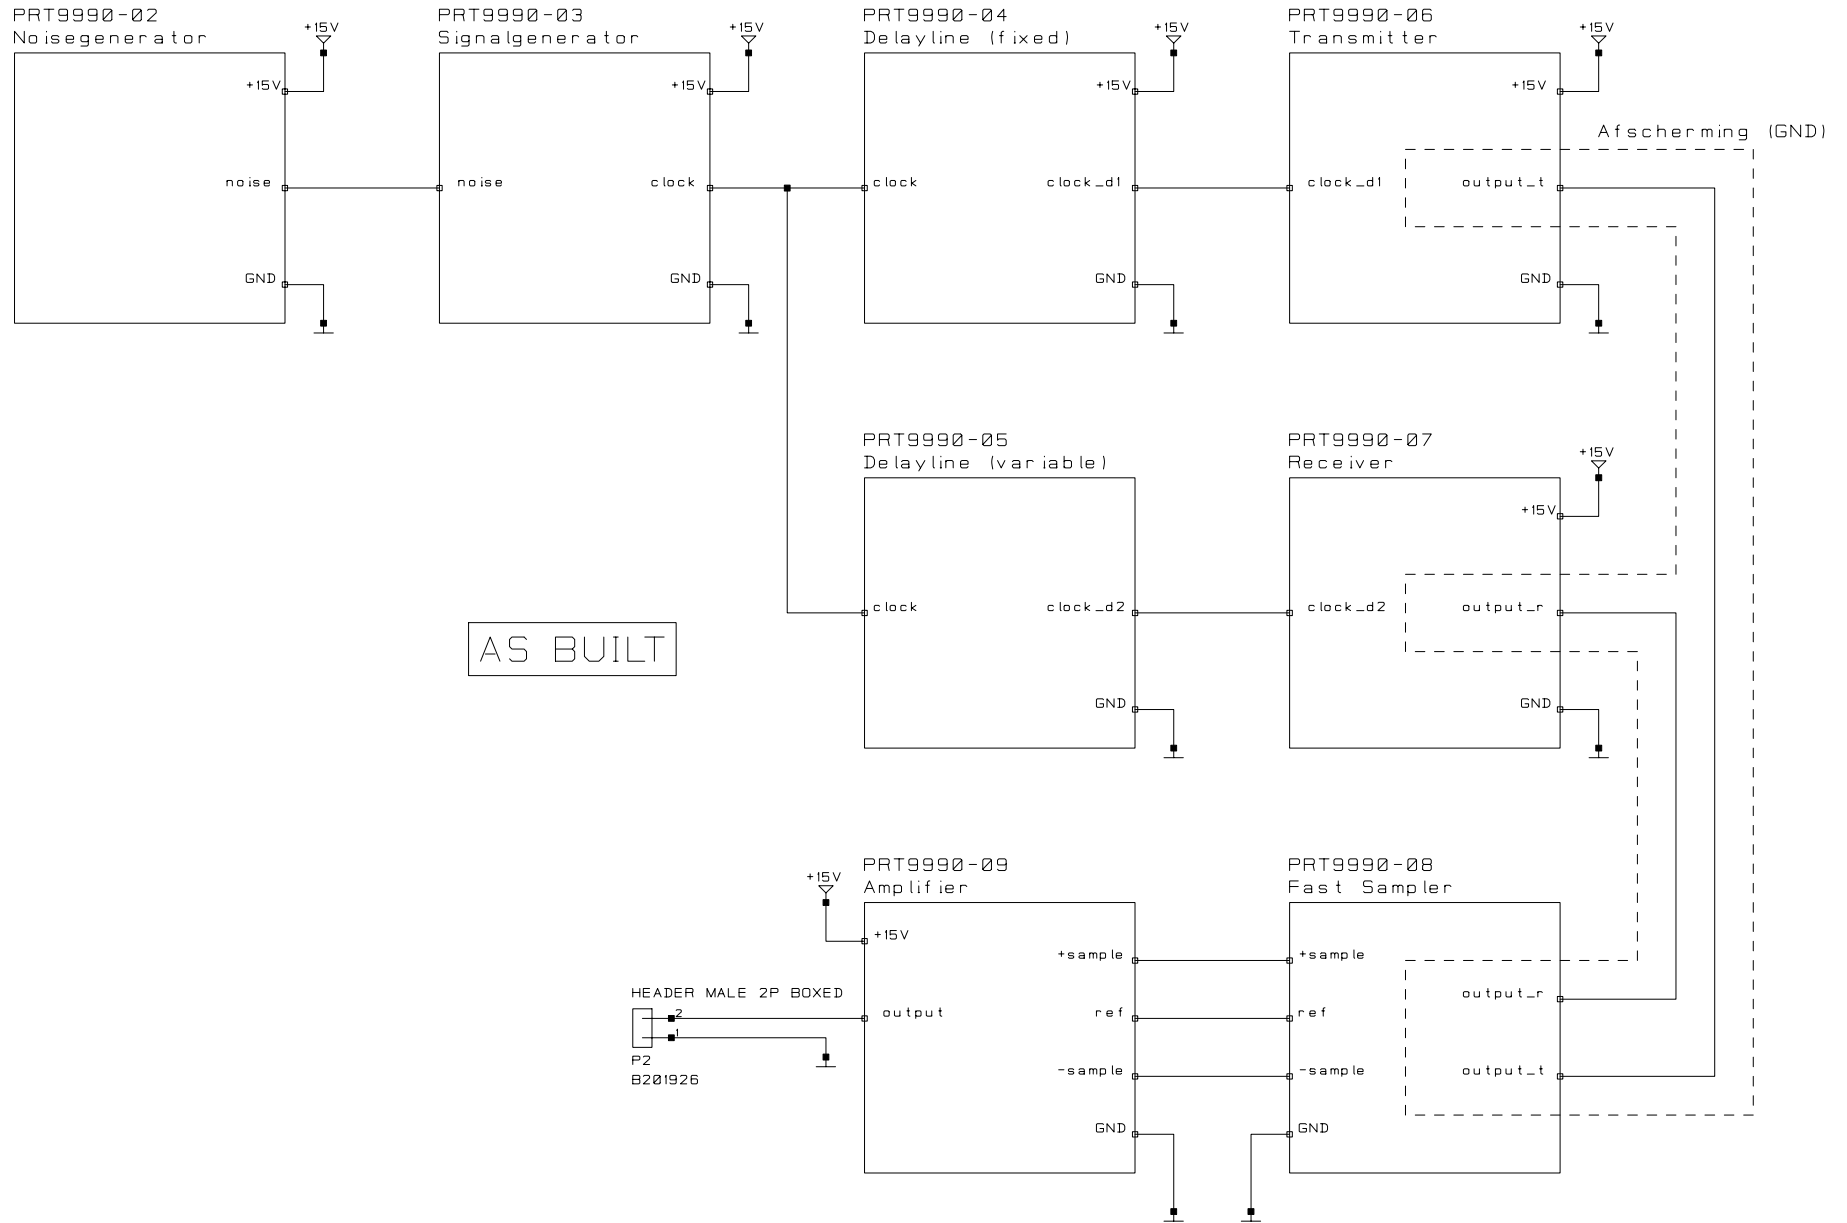 PRT9990-02
Noisegenerator
+15V
+15V
noise
GND
PRT9990-03
Signalgenerator
+15V
+15V
noise
clock
GND
PRT9990-04
Delayline (fixed)
+15V
+15V
clock
clock_d1
GND
PRT9990-06
Transmitter
+15V
+15V
Afscherming (GND)
clock_d1
output_t
GND
PRT9990-05
Delayline (variable)
clock
clock_d2
GND
PRT9990-07
Receiver
+15V
+15V
clock_d2
output_r
GND
AS BUILT
PRT9990-09
Amplifier
+15V
+15V
+sample
output
ref
-sample
GND
HEADER MALE 2P BOXED
2
1
P2
B201926
PRT9990-08
Fast Sampler
+sample
output_r
ref
output_t
-sample
GND